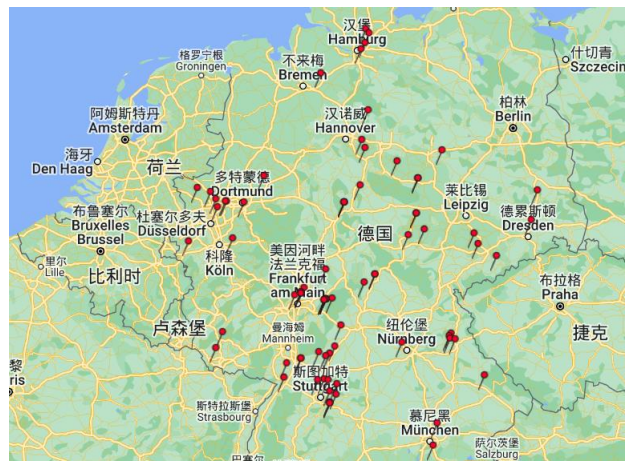 汉堡
Hamburg
格罗宁根
Groningen
不来梅
Bremen
什切青
Szczecin
阿姆斯特丹
Amsterdam
汉诺威
Hannover
柏林
Berlin
海牙
Den Haag
荷兰
多特蒙德
Dortmund
莱比锡
Leipzig
布鲁塞尔
Bruxelles
Brussel
杜塞尔多夫
Düsseldorf
德累斯顿
Dresden
德国
里尔
Lille
科隆
Köln
美因河畔
法兰克福
Frankfurt
am Main
比利时
布拉格
Praha
卢森堡
曼海姆
Mannheim
纽伦堡
Nürnberg
捷克
黎
ris
斯图加特
Stuttgart
斯特拉斯堡
Strasbourg
慕尼黑
München
萨尔茨堡
Salzburg
巴塞尔